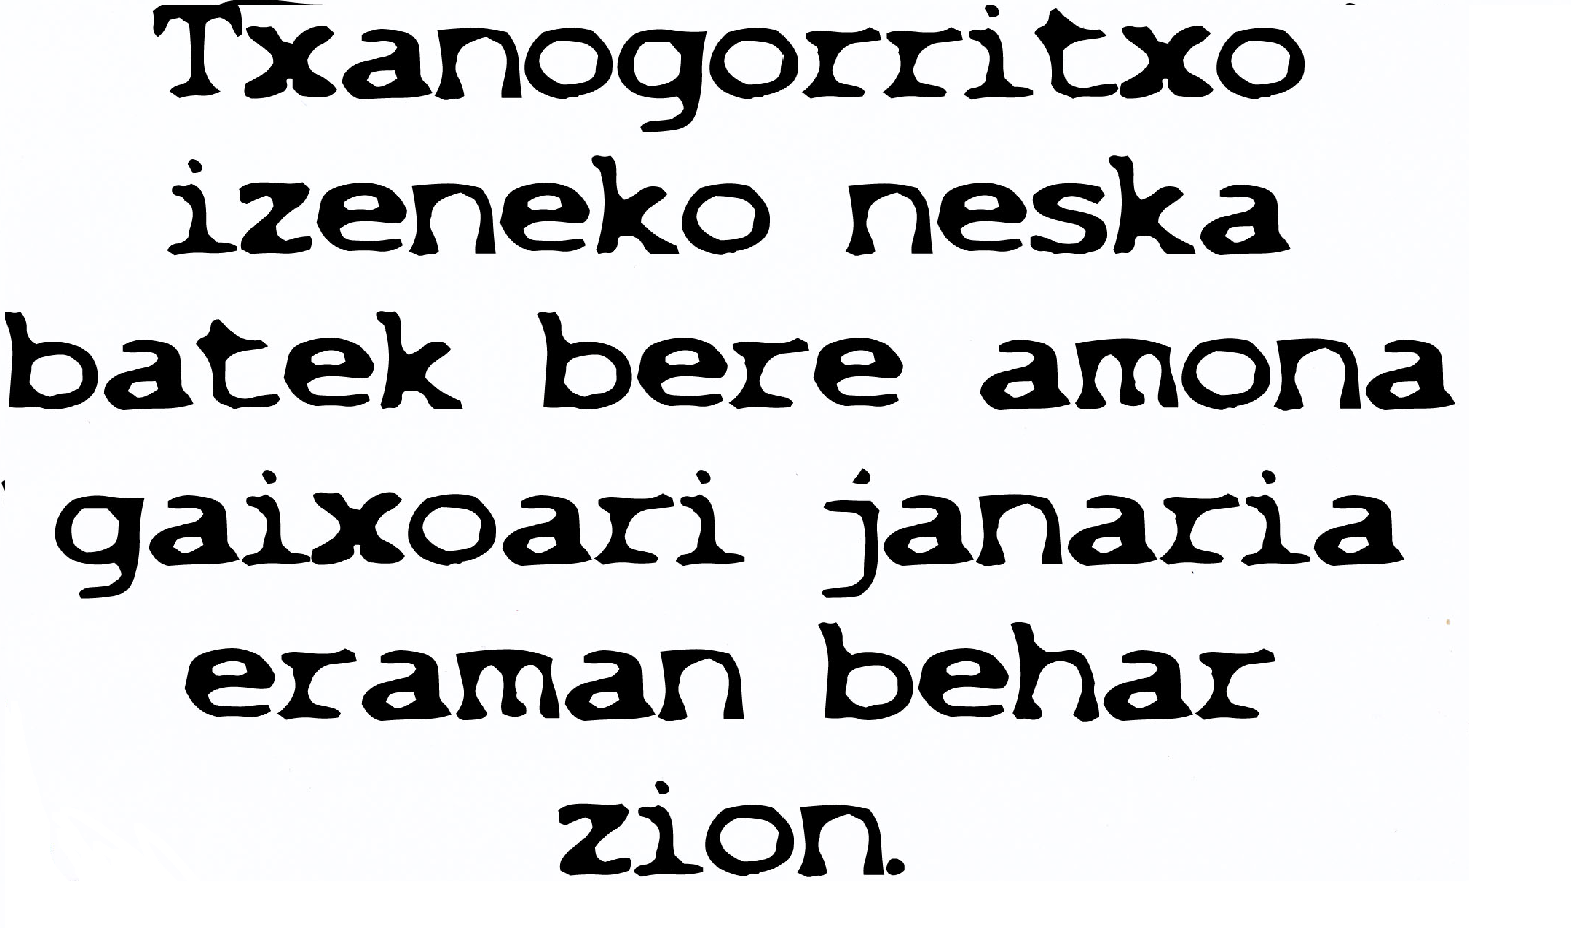 Txanogorritxo
izeneko neska
batek bere amona
gaixoari janaria
eraman behar
zion.